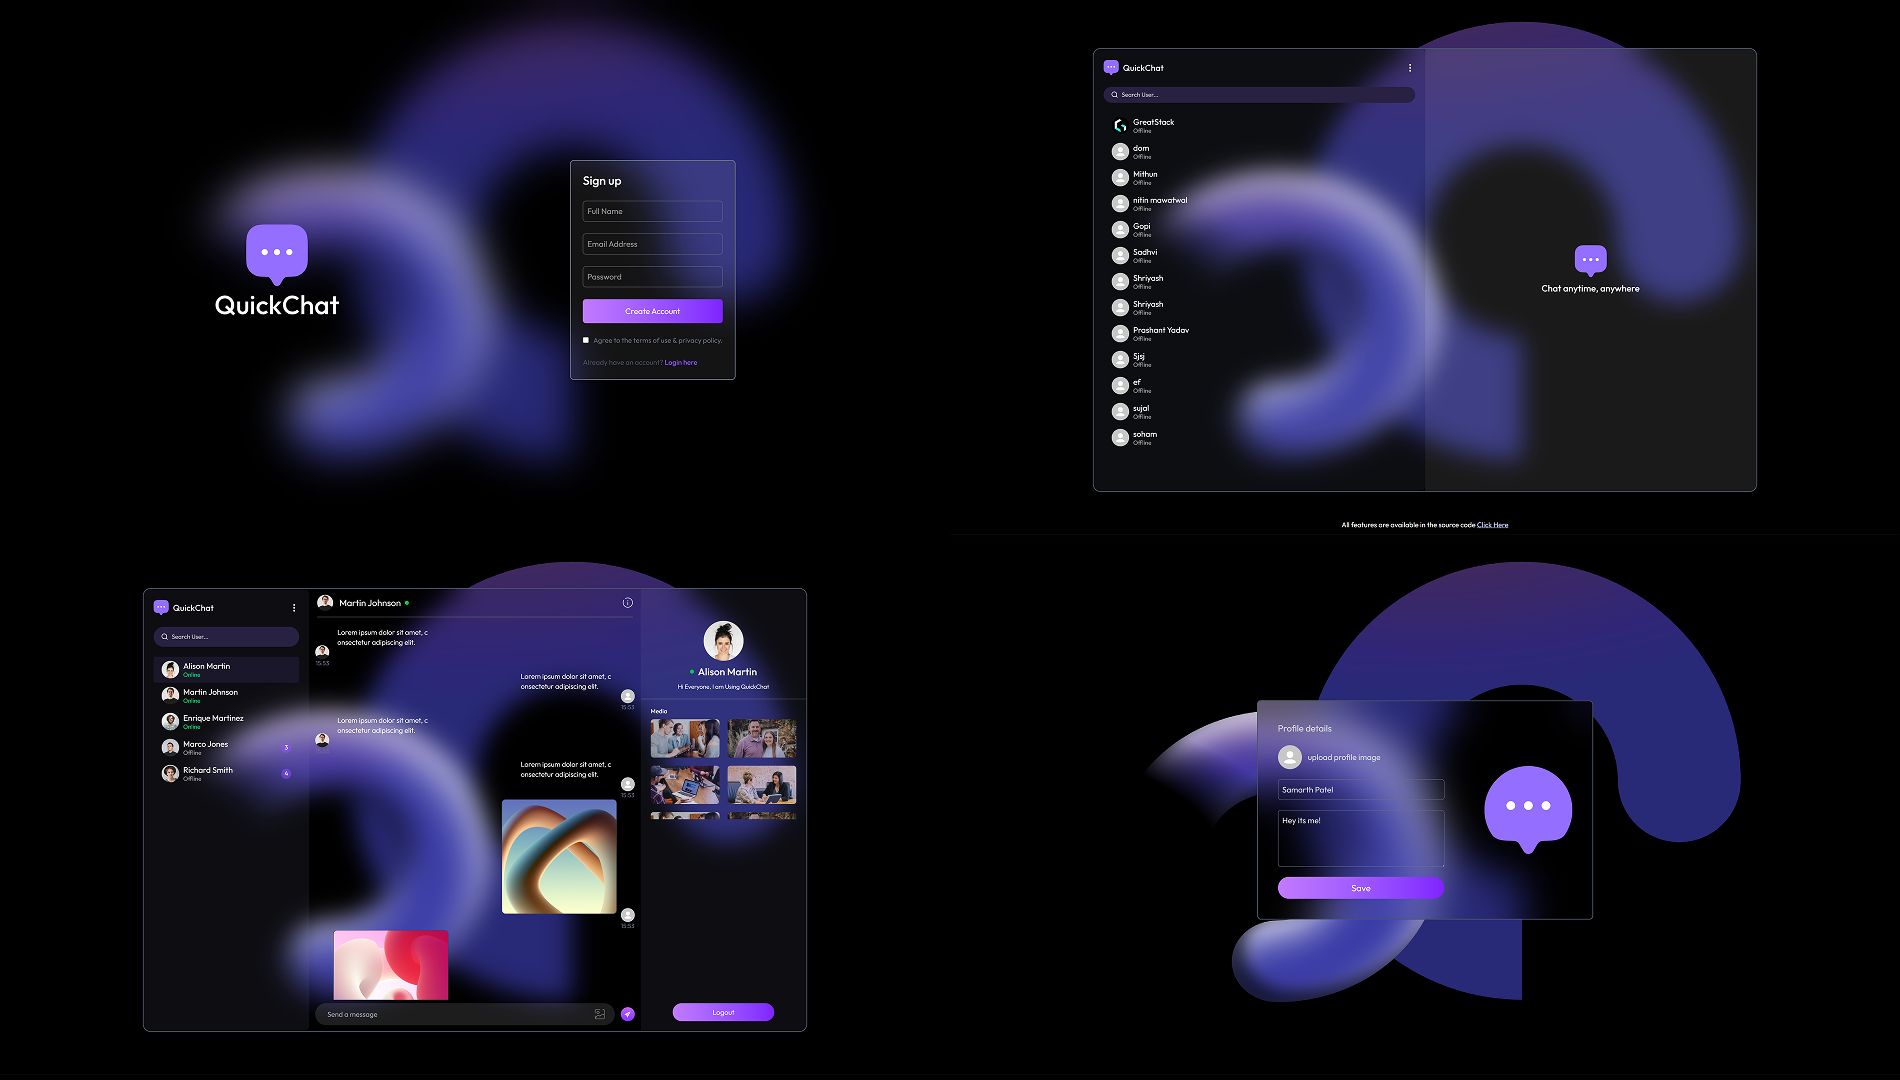 QuickChat
Sign up
Full Name
Email Address
Password
Create Account
Agree to the terms of use & privacy policy.
Already have an account? Login here
QuickChat
Search User...
GreatStack
Offline
dom
Offline
Mithun
Offline
nitin mawatwal
Offline
Gopi
Offline
Sadhvi
Offline
Shriyash
Offline
Shriyash
Offline
Prashant Yadav
Offline
Sjsj
Offline
ef
Offline
sujal
Offline
soham
Offline
Chat anytime, anywhere
All features are available in the source code Click Here
QuickChat
Search User...
Alison Martin
Online
Martin Johnson
Online
Enrique Martinez
Online
Marco Jones
Offline
3
Richard Smith
Offline
4
Martin Johnson
Lorem ipsum dolor sit amet, c
onsectetur adipiscing elit.
15:53
Lorem ipsum dolor sit amet, c
onsectetur adipiscing elit.
15:53
Lorem ipsum dolor sit amet, c
onsectetur adipiscing elit.
Lorem ipsum dolor sit amet, c
onsectetur adipiscing elit.
15:53
15:53
Send a message
Alison Martin
Hi Everyone, I am Using QuickChat
Media
Logout
Profile details
upload profile image
Samarth Patel
Hey its me!
Save